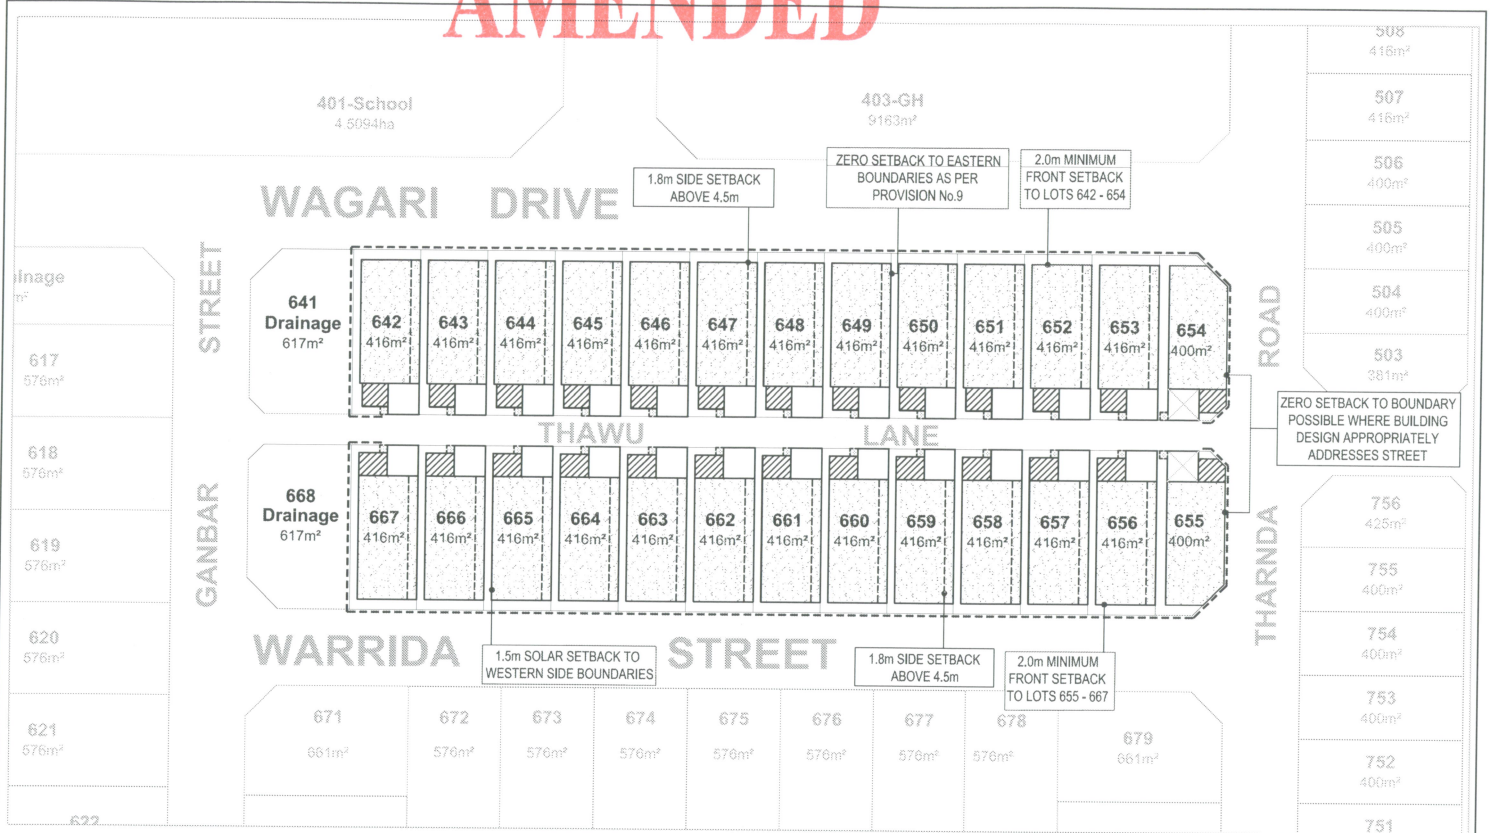 AMENDED
401-School
4.5094ha
403-GH
9163m²
508
416m²
507
416m²
506
400m²
505
400m²
504
400m²
503
381m²
1.8m SIDE SETBACK
ABOVE 4.5m
ZERO SETBACK TO EASTERN
BOUNDARIES AS PER
PROVISION No.9
2.0m MINIMUM
FRONT SETBACK
TO LOTS 642 - 654
WAGARI DRIVE
STREET
ROAD
641
Drainage
617m²
642
416m²
643
416m²
644
416m²
645
416m²
646
416m²
647
416m²
648
416m²
649
416m²
650
416m²
651
416m²
652
416m²
653
416m²
654
400m²
617
576m²
618
576m²
619
576m²
620
576m²
621
576m²
622
THAWU LANE
ZERO SETBACK TO BOUNDARY
POSSIBLE WHERE BUILDING
DESIGN APPROPRIATELY
ADDRESSES STREET
GANBAR
THARNDA
668
Drainage
617m²
667
416m²
666
416m²
665
416m²
664
416m²
663
416m²
662
416m²
661
416m²
660
416m²
659
416m²
658
416m²
657
416m²
656
416m²
655
400m²
WARRIDA STREET
1.5m SOLAR SETBACK TO
WESTERN SIDE BOUNDARIES
1.8m SIDE SETBACK
ABOVE 4.5m
2.0m MINIMUM
FRONT SETBACK
TO LOTS 655 - 667
671
661m²
672
576m²
673
576m²
674
576m²
675
576m²
676
576m²
677
576m²
678
576m²
679
661m²
756
425m²
755
400m²
754
400m²
753
400m²
752
400m²
751